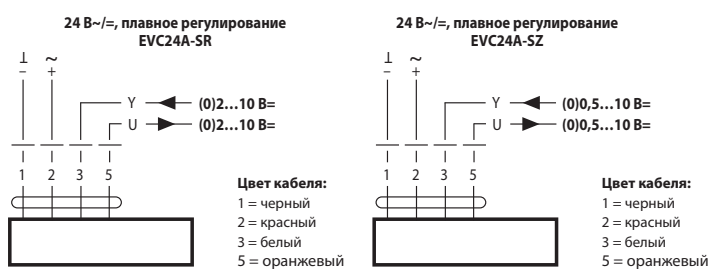 24 В~/=, плавное регулирование
EVC24A-SR
⊥ ~
– +
Y (0)2...10 В=
U (0)2...10 В=
1 2 3 5
Цвет кабеля:
1 = черный
2 = красный
3 = белый
5 = оранжевый
24 В~/=, плавное регулирование
EVC24A-SZ
⊥ ~
– +
Y (0)0,5...10 В=
U (0)0,5...10 В=
1 2 3 5
Цвет кабеля:
1 = черный
2 = красный
3 = белый
5 = оранжевый